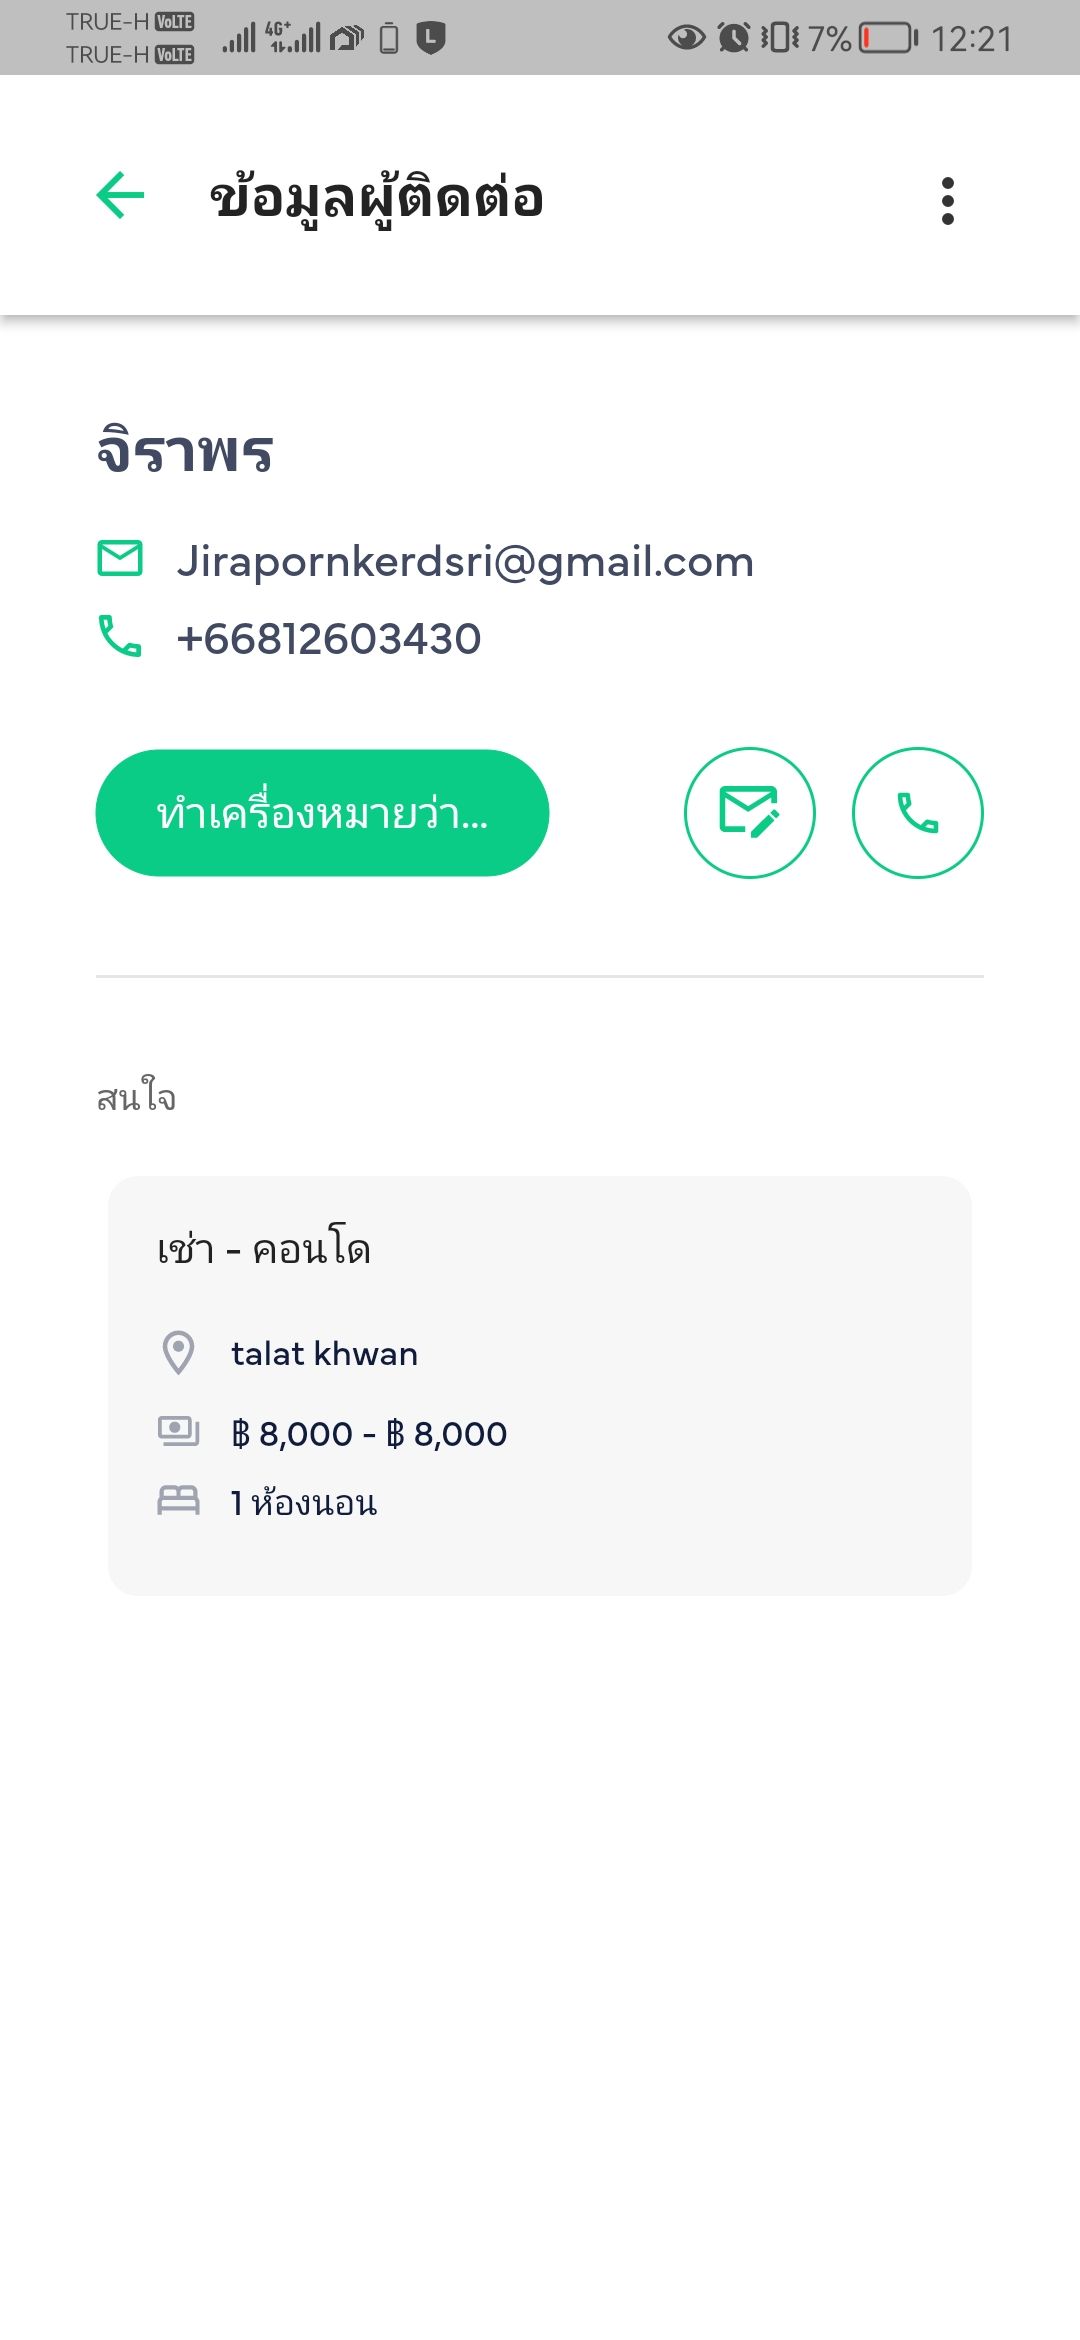 TRUE-H VoLTE 4G+ L 7% 12:21
TRUE-H VoLTE
ข้อมูลผู้ติดต่อ
จิราพร
Jirapornkerdsri@gmail.com
+66812603430
ทำเครื่องหมายว่า...
สนใจ
เช่า - คอนโด
talat khwan
฿ 8,000 - ฿ 8,000
1 ห้องนอน